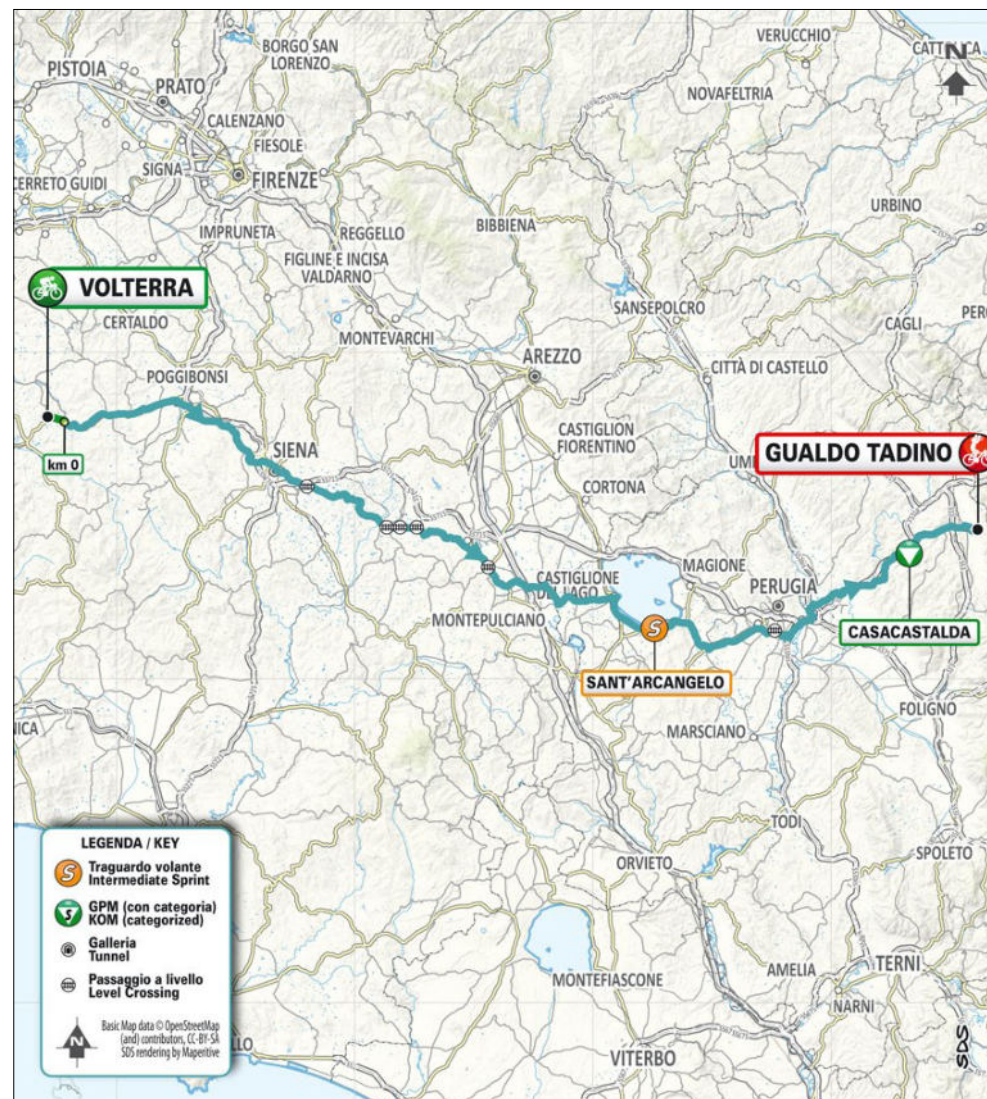 BORGO SAN
LORENZO
VERUCCHIO
PISTOIA
PRATO
N
NOVAFELTRIA
CALENZANO
FIESOLE
SIGNA
FIRENZE
CERRETO GUIDI
URBINO
IMPRUNETA
REGGELLO
BIBBIENA
FIGLINE E INCISA
VALDARNO
VOLTERRA
SANSEPOLCRO
CERTALDO
MONTEVARCHI
CAGLI
AREZZO
CITTÀ DI CASTELLO
POGGIBONSI
CASTIGLION
FIORENTINO
km 0
SIENA
GUALDO TADINO
UM
CORTONA
MAGIONE
CASTIGLIONE
DEL LAGO
PERUGIA
MONTEPULCIANO
S
CASACASTALDA
SANT'ARCANGELO
FOLIGNO
NICA
MARSCIANO
TODI
LEGENDA / KEY
S Traguardo volante
Intermediate Sprint
GPM (con categoria)
KOM (categorized)
Galleria
Tunnel
Passaggio a livello
Level Crossing
N
Basic Map data © OpenStreetMap
(and) contributors, CC-BY-SA
SDS rendering by Maperitive
ORVIETO
SPOLETO
MONTEFIASCONE
AMELIA
TERNI
NARNI
VITERBO
SDS